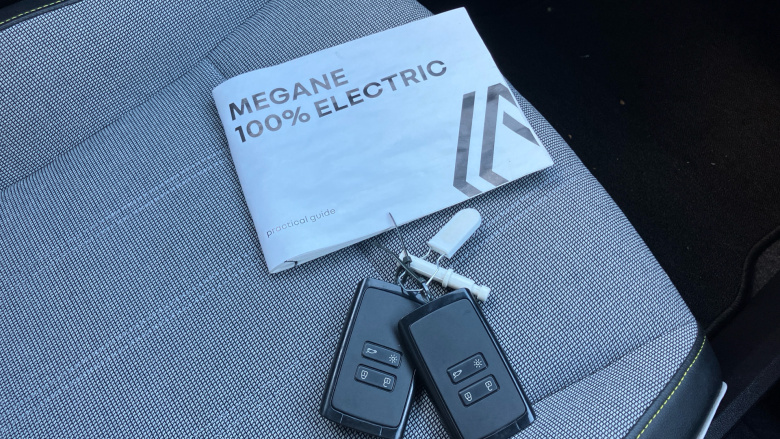 MEGANE
100% ELECTRIC
practical guide